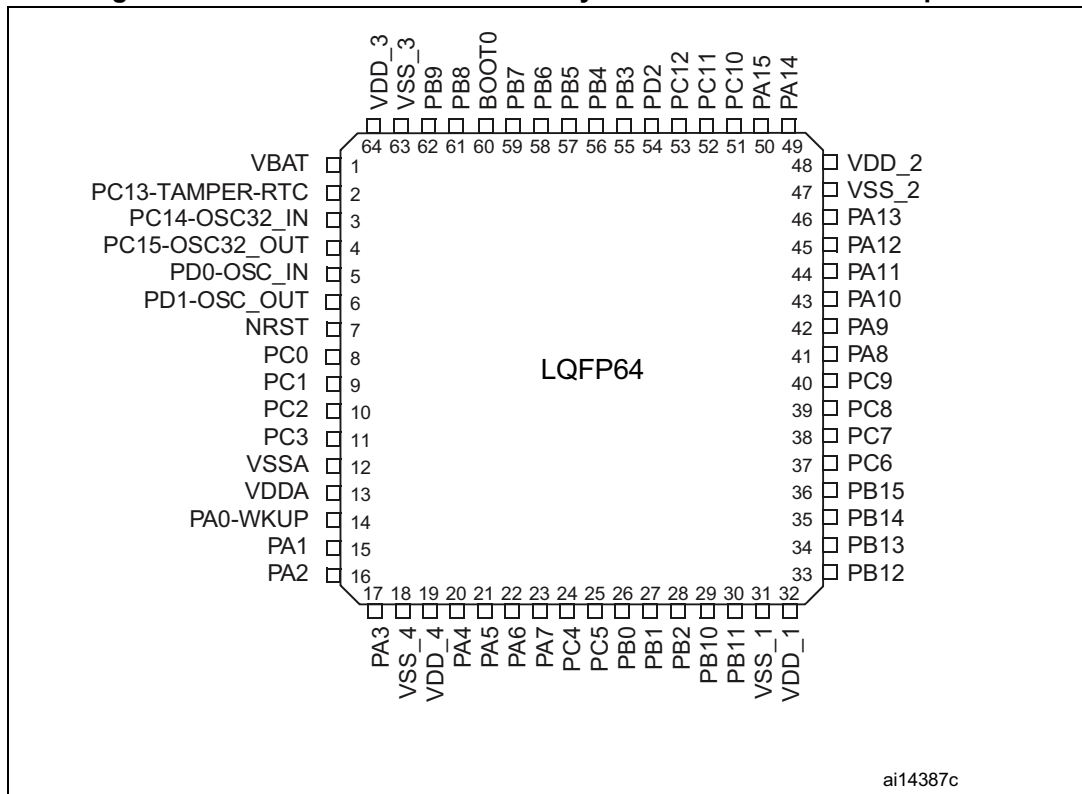 VDD_3
VSS_3
PB9
PB8
BOOT0
PB7
PB6
PB5
PB4
PB3
PD2
PC12
PC11
PC10
PA15
PA14
64 63 62 61 60 59 58 57 56 55 54 53 52 51 50 49
VBAT 1
PC13-TAMPER-RTC 2
PC14-OSC32_IN 3
PC15-OSC32_OUT 4
PD0-OSC_IN 5
PD1-OSC_OUT 6
NRST 7
PC0 8
PC1 9
PC2 10
PC3 11
VSSA 12
VDDA 13
PA0-WKUP 14
PA1 15
PA2 16
LQFP64
48 VDD_2
47 VSS_2
46 PA13
45 PA12
44 PA11
43 PA10
42 PA9
41 PA8
40 PC9
39 PC8
38 PC7
37 PC6
36 PB15
35 PB14
34 PB13
33 PB12
17 18 19 20 21 22 23 24 25 26 27 28 29 30 31 32
PA3
VSS_4
VDD_4
PA4
PA5
PA6
PA7
PC4
PC5
PB0
PB1
PB2
PB10
PB11
VSS_1
VDD_1
ai14387c